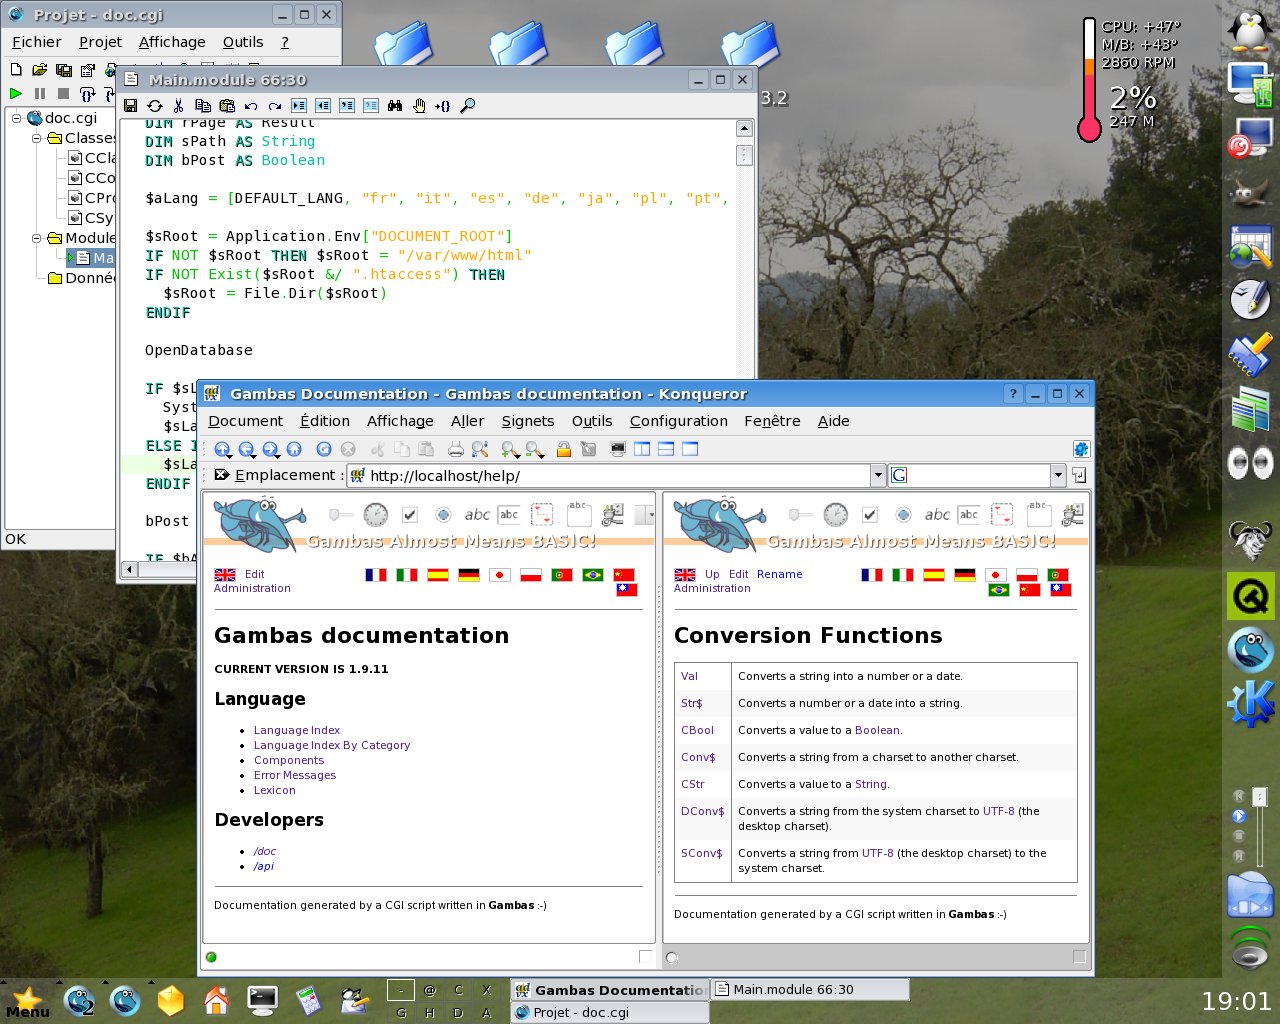 Projet - doc.cgi
Fichier Projet Affichage Outils ?
doc.cgi
Classes
CCla
CCo
CPro
CSy
Module
Ma
Donné
OK
Main.module 66:30
DIM rPage AS Result
DIM sPath AS String
DIM bPost AS Boolean
$aLang = [DEFAULT_LANG, "fr", "it", "es", "de", "ja", "pl", "pt",
$sRoot = Application.Env["DOCUMENT_ROOT"]
IF NOT $sRoot THEN $sRoot = "/var/www/html"
IF NOT Exist($sRoot &/ ".htaccess") THEN
$sRoot = File.Dir($sRoot)
ENDIF
OpenDatabase
IF $sL
Syst
$sLa
ELSE I
$sLa
ENDIF
bPost
IF $bA
3.2
CPU: +47°
M/B: +43°
2860 RPM
2%
247 M
Gambas Documentation - Gambas documentation - Konqueror
Document Édition Affichage Aller Signets Outils Configuration Fenêtre Aide
Emplacement : http://localhost/help/
G
abc abc abc
Gambas Almost Means BASIC!
Edit
Administration
Gambas documentation
CURRENT VERSION IS 1.9.11
Language
Language Index
Language Index By Category
Components
Error Messages
Lexicon
Developers
/doc
/api
Documentation generated by a CGI script written in Gambas :-)
abc abc abc
Gambas Almost Means BASIC!
Up Edit Rename
Administration
Conversion Functions
Val Converts a string into a number or a date.
Str$ Converts a number or a date into a string.
CBool Converts a value to a Boolean.
Conv$ Converts a string from a charset to another charset.
CStr Converts a value to a String.
DConv$ Converts a string from the system charset to UTF-8 (the
desktop charset).
SConv$ Converts a string from UTF-8 (the desktop charset) to the
system charset.
Documentation generated by a CGI script written in Gambas :-)
Menu
2
- @ C X
G H D A
Gambas Documentatio
Main.module 66:30
Projet - doc.cgi
19:01